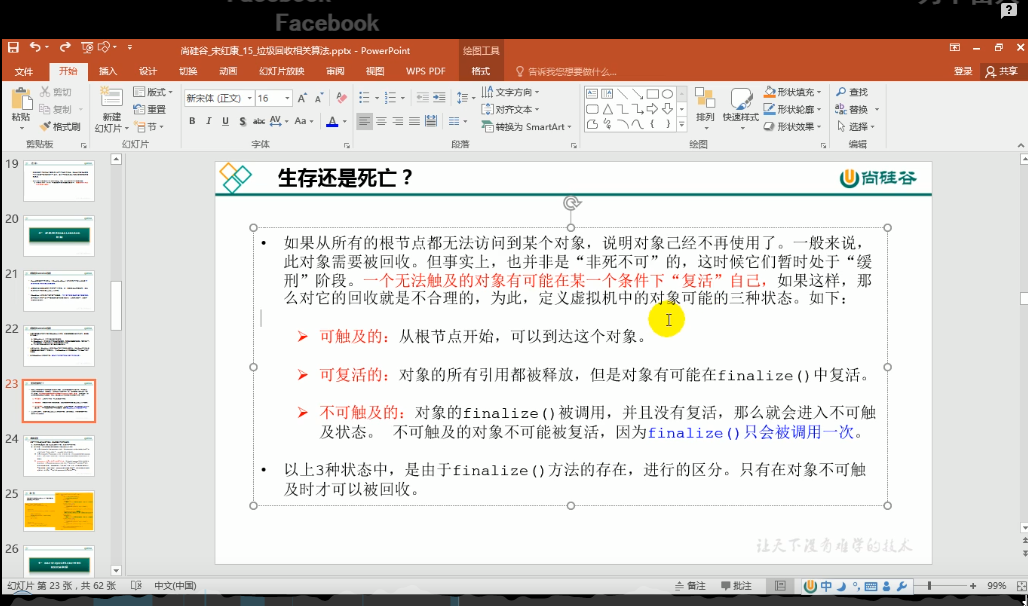 Facebook
Facebook
尚硅谷_宋红康_15_垃圾回收相关算法.pptx - PowerPoint
绘图工具
文件 开始 插入 设计 切换 动画 幻灯片放映 审阅 视图 WPS PDF 格式 告诉我您想要做什么... 登录 共享
粘贴 剪切 复制 格式刷 新建幻灯片 版式 重置 节
新宋体 (正文) 16
B I U S abc AV Aa A
文字方向 对齐文本 转换为 SmartArt
排列 快速样式 形状填充 形状轮廓 形状效果
查找 替换 选择
剪贴板 幻灯片 字体 段落 绘图 编辑
19
20
21
22
23
24
25
26
生存还是死亡？
尚硅谷
• 如果从所有的根节点都无法访问到某个对象，说明对象己经不再使用了。一般来说，
此对象需要被回收。但事实上，也并非是“非死不可”的，这时候它们暂时处于“缓
刑”阶段。一个无法触及的对象有可能在某一个条件下“复活”自己，如果这样，那
么对它的回收就是不合理的，为此，定义虚拟机中的对象可能的三种状态。如下：
➢ 可触及的：从根节点开始，可以到达这个对象。
➢ 可复活的：对象的所有引用都被释放，但是对象有可能在finalize()中复活。
➢ 不可触及的：对象的finalize()被调用，并且没有复活，那么就会进入不可触
及状态。 不可触及的对象不可能被复活，因为finalize()只会被调用一次。
• 以上3种状态中，是由于finalize()方法的存在，进行的区分。只有在对象不可触
及时才可以被回收。
让天下没有难学的技术
幻灯片 第 23 张，共 62 张 中文(中国) 备注 批注 中 99%